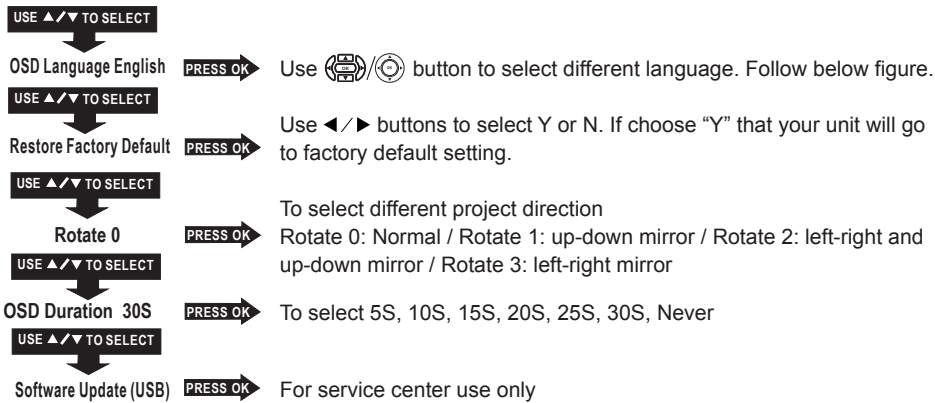 USE ▲/▼ TO SELECT
OSD Language English PRESS OK Use / button to select different language. Follow below figure.
USE ▲/▼ TO SELECT
Restore Factory Default PRESS OK Use ◀/▶ buttons to select Y or N. If choose “Y” that your unit will go
to factory default setting.
USE ▲/▼ TO SELECT
To select different project direction
Rotate 0 PRESS OK Rotate 0: Normal / Rotate 1: up-down mirror / Rotate 2: left-right and
up-down mirror / Rotate 3: left-right mirror
USE ▲/▼ TO SELECT
OSD Duration 30S PRESS OK To select 5S, 10S, 15S, 20S, 25S, 30S, Never
USE ▲/▼ TO SELECT
Software Update (USB) PRESS OK For service center use only